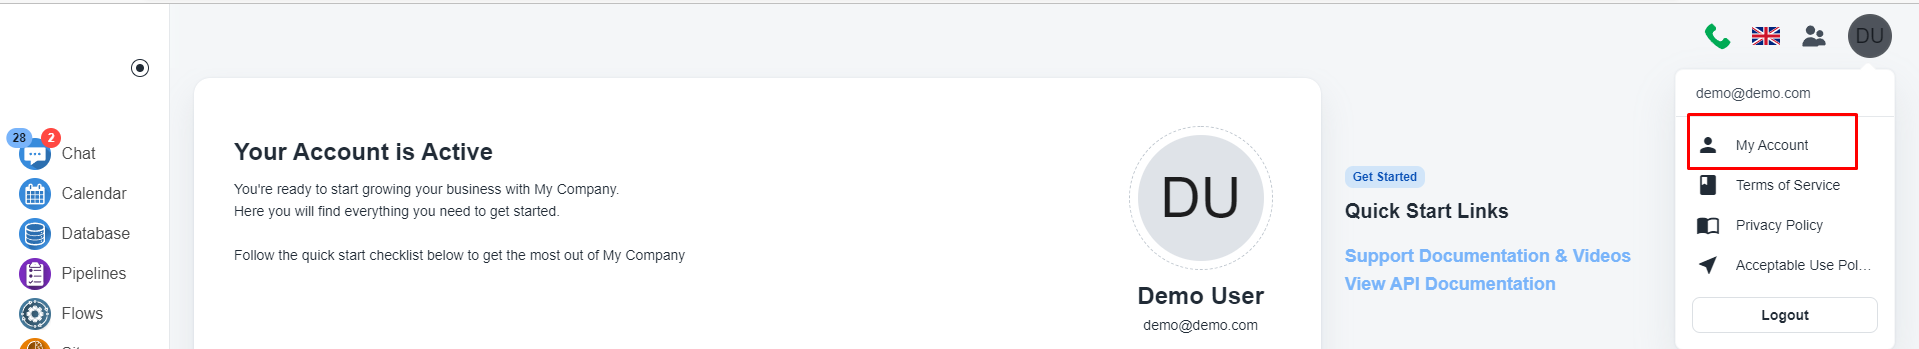 DU
demo@demo.com
My Account
Terms of Service
Privacy Policy
Acceptable Use Pol...
Logout
28
2
Chat
Calendar
Database
Pipelines
Flows
Your Account is Active
You're ready to start growing your business with My Company.
Here you will find everything you need to get started.
Follow the quick start checklist below to get the most out of My Company
DU
Demo User
demo@demo.com
Get Started
Quick Start Links
Support Documentation & Videos
View API Documentation